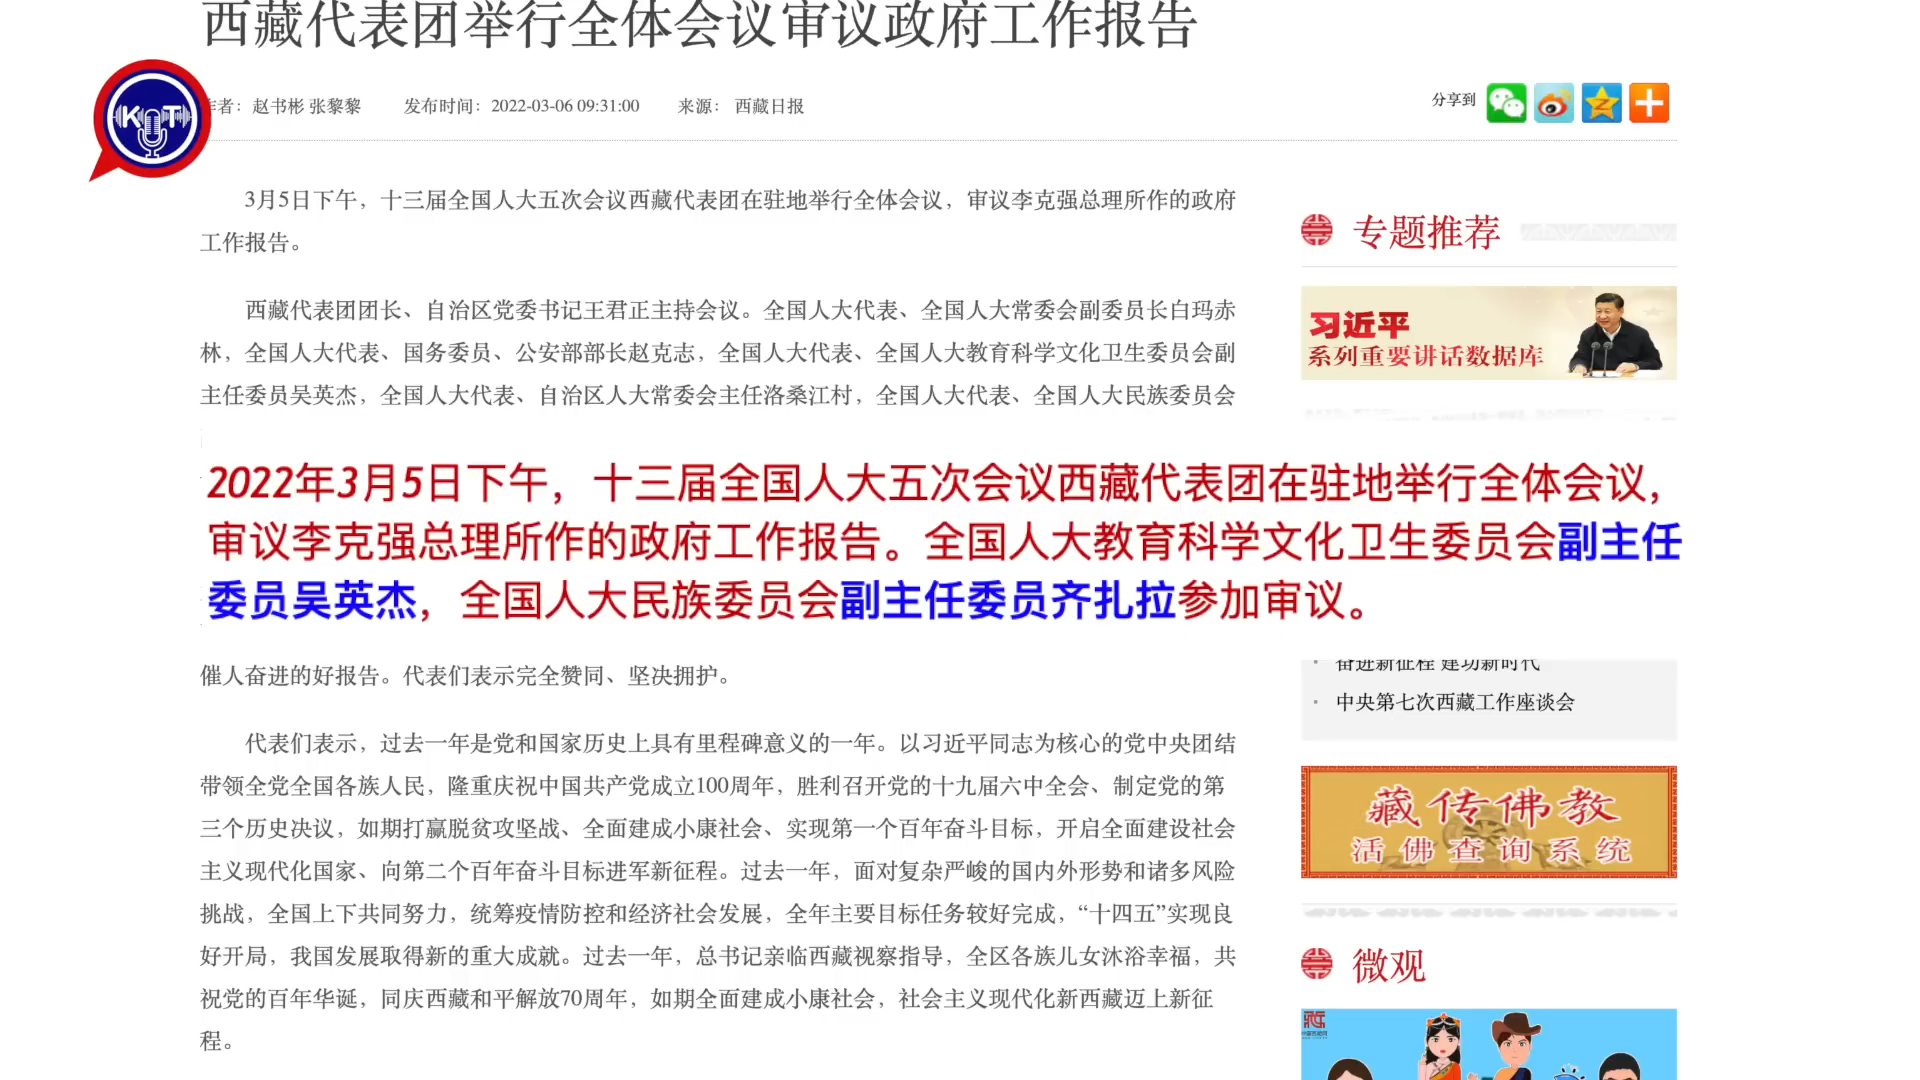 西藏代表团举行全体会议审议政府工作报告
作者： 赵书彬 张黎黎 发布时间： 2022-03-06 09:31:00 来源： 西藏日报
分享到
KOT
3月5日下午，十三届全国人大五次会议西藏代表团在驻地举行全体会议，审议李克强总理所作的政府
工作报告。
西藏代表团团长、自治区党委书记王君正主持会议。全国人大代表、全国人大常委会副委员长白玛赤
林，全国人大代表、国务委员、公安部部长赵克志，全国人大代表、全国人大教育科学文化卫生委员会副
主任委员吴英杰，全国人大代表、自治区人大常委会主任洛桑江村，全国人大代表、全国人大民族委员会
2022年3月5日下午，十三届全国人大五次会议西藏代表团在驻地举行全体会议，
审议李克强总理所作的政府工作报告。全国人大教育科学文化卫生委员会副主任
委员吴英杰，全国人大民族委员会副主任委员齐扎拉参加审议。
催人奋进的好报告。代表们表示完全赞同、坚决拥护。
代表们表示，过去一年是党和国家历史上具有里程碑意义的一年。以习近平同志为核心的党中央团结
带领全党全国各族人民，隆重庆祝中国共产党成立100周年，胜利召开党的十九届六中全会、制定党的第
三个历史决议，如期打赢脱贫攻坚战、全面建成小康社会、实现第一个百年奋斗目标，开启全面建设社会
主义现代化国家、向第二个百年奋斗目标进军新征程。过去一年，面对复杂严峻的国内外形势和诸多风险
挑战，全国上下共同努力，统筹疫情防控和经济社会发展，全年主要目标任务较好完成，“十四五”实现良
好开局，我国发展取得新的重大成就。过去一年，总书记亲临西藏视察指导，全区各族儿女沐浴幸福，共
祝党的百年华诞，同庆西藏和平解放70周年，如期全面建成小康社会，社会主义现代化新西藏迈上新征
程。
专题推荐
习近平
系列重要讲话数据库
奋进新征程 建功新时代
中央第七次西藏工作座谈会
藏传佛教
活佛查询系统
微观